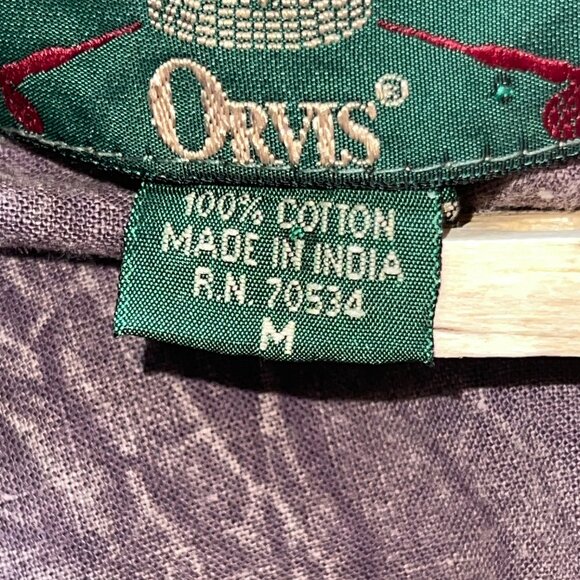 ORVIS®
100% COTTON
MADE IN INDIA
R.N. 70534
M